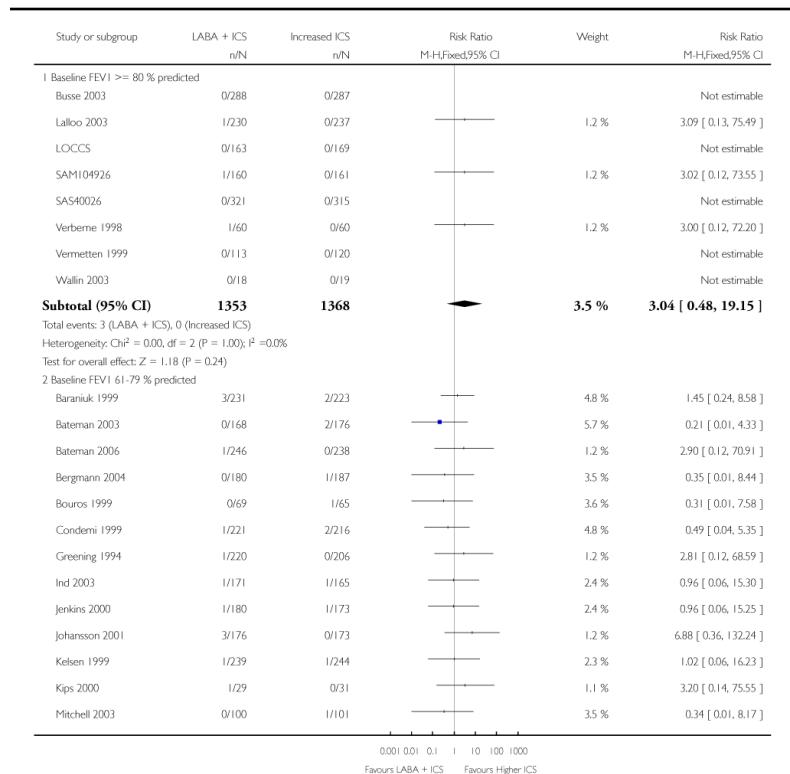 Study or subgroup LABA + ICS Increased ICS Risk Ratio Weight Risk Ratio
n/N n/N M-H,Fixed,95% CI M-H,Fixed,95% CI
1 Baseline FEV1 >= 80 % predicted
Busse 2003 0/288 0/287 Not estimable
Lalloo 2003 1/230 0/237 1.2 % 3.09 [ 0.13, 75.49 ]
LOCCS 0/163 0/169 Not estimable
SAM104926 1/160 0/161 1.2 % 3.02 [ 0.12, 73.55 ]
SAS40026 0/321 0/315 Not estimable
Verberne 1998 1/60 0/60 1.2 % 3.00 [ 0.12, 72.20 ]
Vermetten 1999 0/113 0/120 Not estimable
Wallin 2003 0/18 0/19 Not estimable
Subtotal (95% CI) 1353 1368 3.5 % 3.04 [ 0.48, 19.15 ]
Total events: 3 (LABA + ICS), 0 (Increased ICS)
Heterogeneity: Chi² = 0.00, df = 2 (P = 1.00); I² =0.0%
Test for overall effect: Z = 1.18 (P = 0.24)
2 Baseline FEV1 61-79 % predicted
Baraniuk 1999 3/231 2/223 4.8 % 1.45 [ 0.24, 8.58 ]
Bateman 2003 0/168 2/176 5.7 % 0.21 [ 0.01, 4.33 ]
Bateman 2006 1/246 0/238 1.2 % 2.90 [ 0.12, 70.91 ]
Bergmann 2004 0/180 1/187 3.5 % 0.35 [ 0.01, 8.44 ]
Bouros 1999 0/69 1/65 3.6 % 0.31 [ 0.01, 7.58 ]
Condemi 1999 1/221 2/216 4.8 % 0.49 [ 0.04, 5.35 ]
Greening 1994 1/220 0/206 1.2 % 2.81 [ 0.12, 68.59 ]
Ind 2003 1/171 1/165 2.4 % 0.96 [ 0.06, 15.30 ]
Jenkins 2000 1/180 1/173 2.4 % 0.96 [ 0.06, 15.25 ]
Johansson 2001 3/176 0/173 1.2 % 6.88 [ 0.36, 132.24 ]
Kelsen 1999 1/239 1/244 2.3 % 1.02 [ 0.06, 16.23 ]
Kips 2000 1/29 0/31 1.1 % 3.20 [ 0.14, 75.55 ]
Mitchell 2003 0/100 1/101 3.5 % 0.34 [ 0.01, 8.17 ]
0.001 0.01 0.1 1 10 100 1000
Favours LABA + ICS Favours Higher ICS